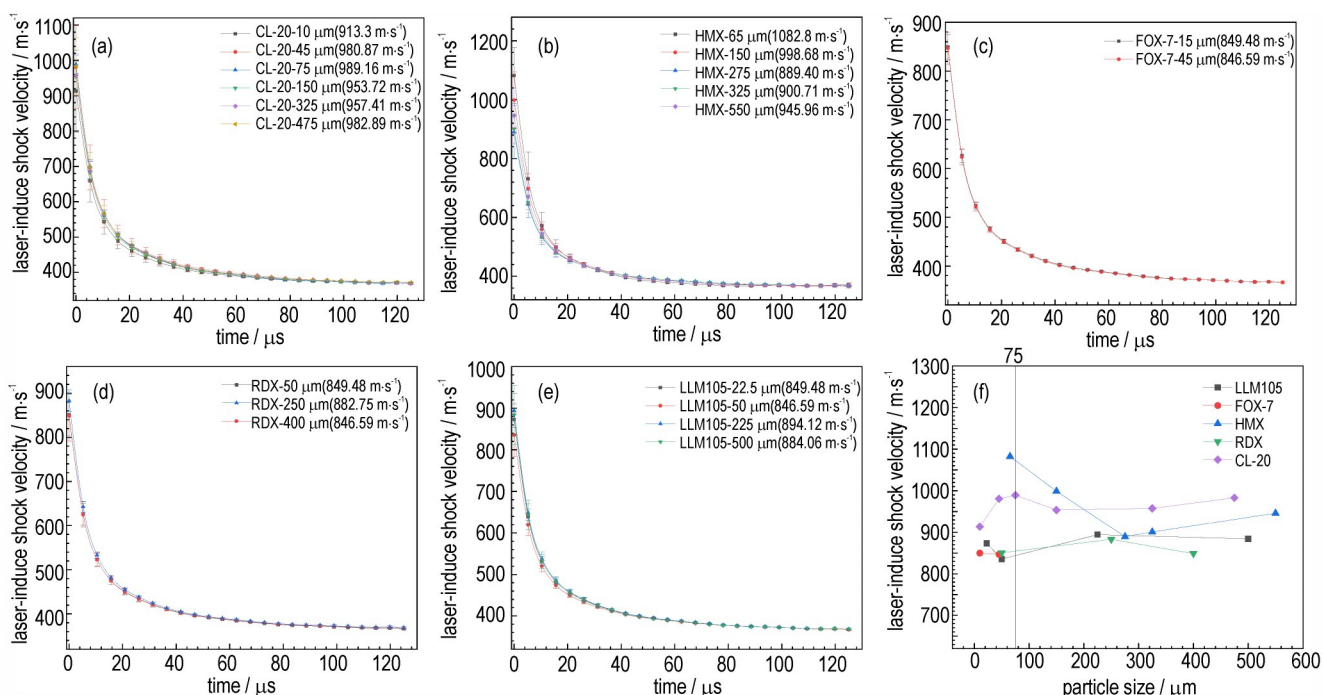 (a)
CL-20-10 μm(913.3 m·s⁻¹)
CL-20-45 μm(980.87 m·s⁻¹)
CL-20-75 μm(989.16 m·s⁻¹)
CL-20-150 μm(953.72 m·s⁻¹)
CL-20-325 μm(957.41 m·s⁻¹)
CL-20-475 μm(982.89 m·s⁻¹)
laser-induce shock velocity / m·s⁻¹
1100
1000
900
800
700
600
500
400
0 20 40 60 80 100 120
time / μs
(b)
HMX-65 μm(1082.8 m·s⁻¹)
HMX-150 μm(998.68 m·s⁻¹)
HMX-275 μm(889.40 m·s⁻¹)
HMX-325 μm(900.71 m·s⁻¹)
HMX-550 μm(945.96 m·s⁻¹)
laser-induce shock velocity / m·s⁻¹
1200
1000
800
600
400
0 20 40 60 80 100 120
time / μs
(c)
FOX-7-15 μm(849.48 m·s⁻¹)
FOX-7-45 μm(846.59 m·s⁻¹)
laser-induce shock velocity / m·s⁻¹
900
800
700
600
500
400
0 20 40 60 80 100 120
time / μs
(d)
RDX-50 μm(849.48 m·s⁻¹)
RDX-250 μm(882.75 m·s⁻¹)
RDX-400 μm(846.59 m·s⁻¹)
laser-induce shock velocity / m·s⁻¹
900
800
700
600
500
400
0 20 40 60 80 100 120
time / μs
(e)
LLM105-22.5 μm(849.48 m·s⁻¹)
LLM105-50 μm(846.59 m·s⁻¹)
LLM105-225 μm(894.12 m·s⁻¹)
LLM105-500 μm(884.06 m·s⁻¹)
laser-induce shock velocity / m·s⁻¹
1000
900
800
700
600
500
400
0 20 40 60 80 100 120
time / μs
75
(f)
LLM105
FOX-7
HMX
RDX
CL-20
laser-induce shock velocity / m·s⁻¹
1300
1200
1100
1000
900
800
700
0 100 200 300 400 500 600
particle size / μm